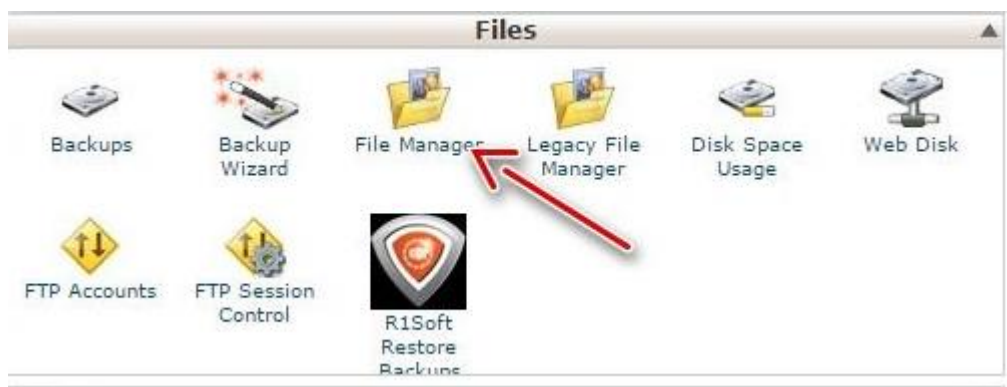 Files
Backups
Backup
Wizard
File Manager
Legacy File
Manager
Disk Space
Usage
Web Disk
FTP Accounts
FTP Session
Control
R1Soft
Restore
Backups